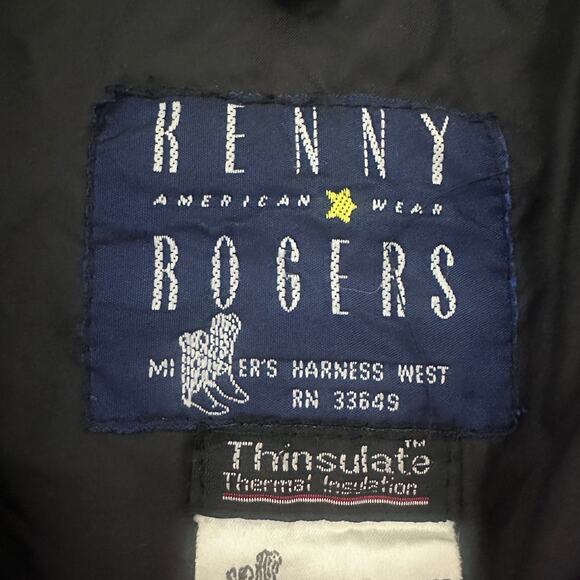 KENNY
AMERICAN WEAR
ROGERS
MI ER'S HARNESS WEST
RN 33649
Thinsulate™
Thermal Insulation